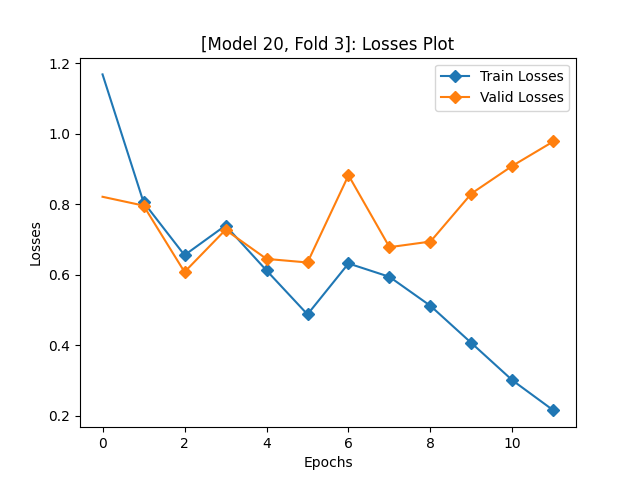 [Model 20, Fold 3]: Losses Plot
Train Losses
Valid Losses
1.2
1.0
0.8
0.6
0.4
0.2
Losses
0 2 4 6 8 10
Epochs